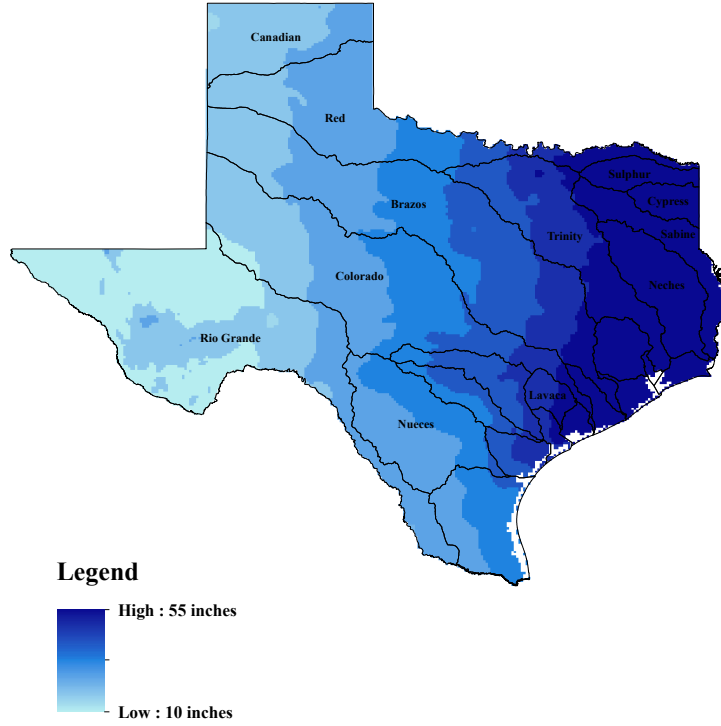 Canadian
Red
Sulphur
Cypress
Brazos
Sabine
Trinity
Colorado
Neches
Rio Grande
Lavaca
Nueces
Legend
High : 55 inches
Low : 10 inches